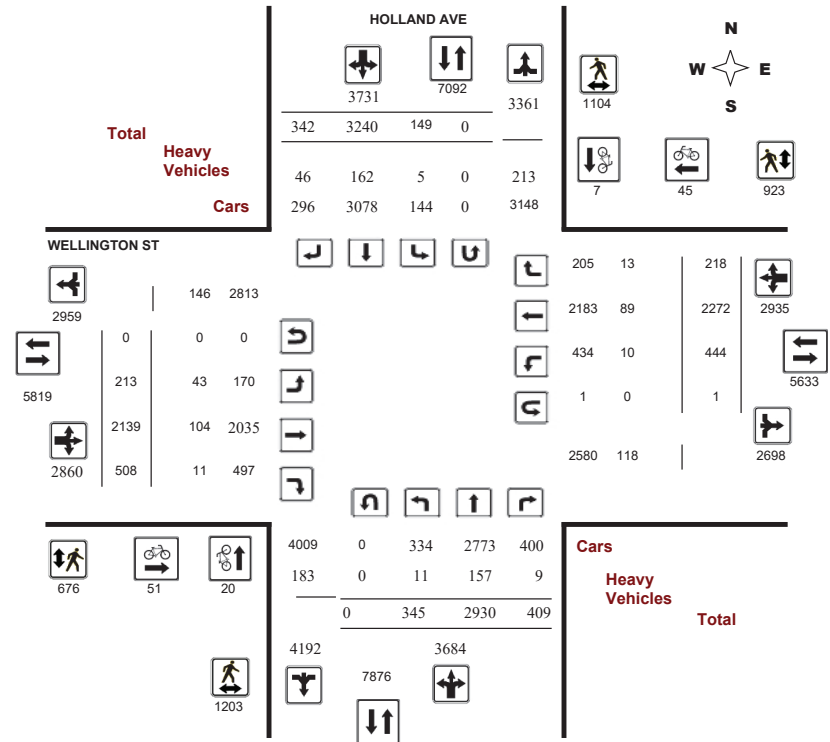 HOLLAND AVE
N
W E
S
3731
7092
3361
1104
Total
342 3240 149 0
Heavy
Vehicles
46 162 5 0 213
Cars
296 3078 144 0 3148
7
45
923
WELLINGTON ST
2959
146 2813
0 0 0
5819
213 43 170
2139 104 2035
2860
508 11 497
205 13 218
2183 89 2272 2935
434 10 444
5633
1 0 1
2580 118 2698
676
51
20
1203
4009 0 334 2773 400
183 0 11 157 9
0 345 2930 409
4192
3684
7876
Cars
Heavy
Vehicles
Total